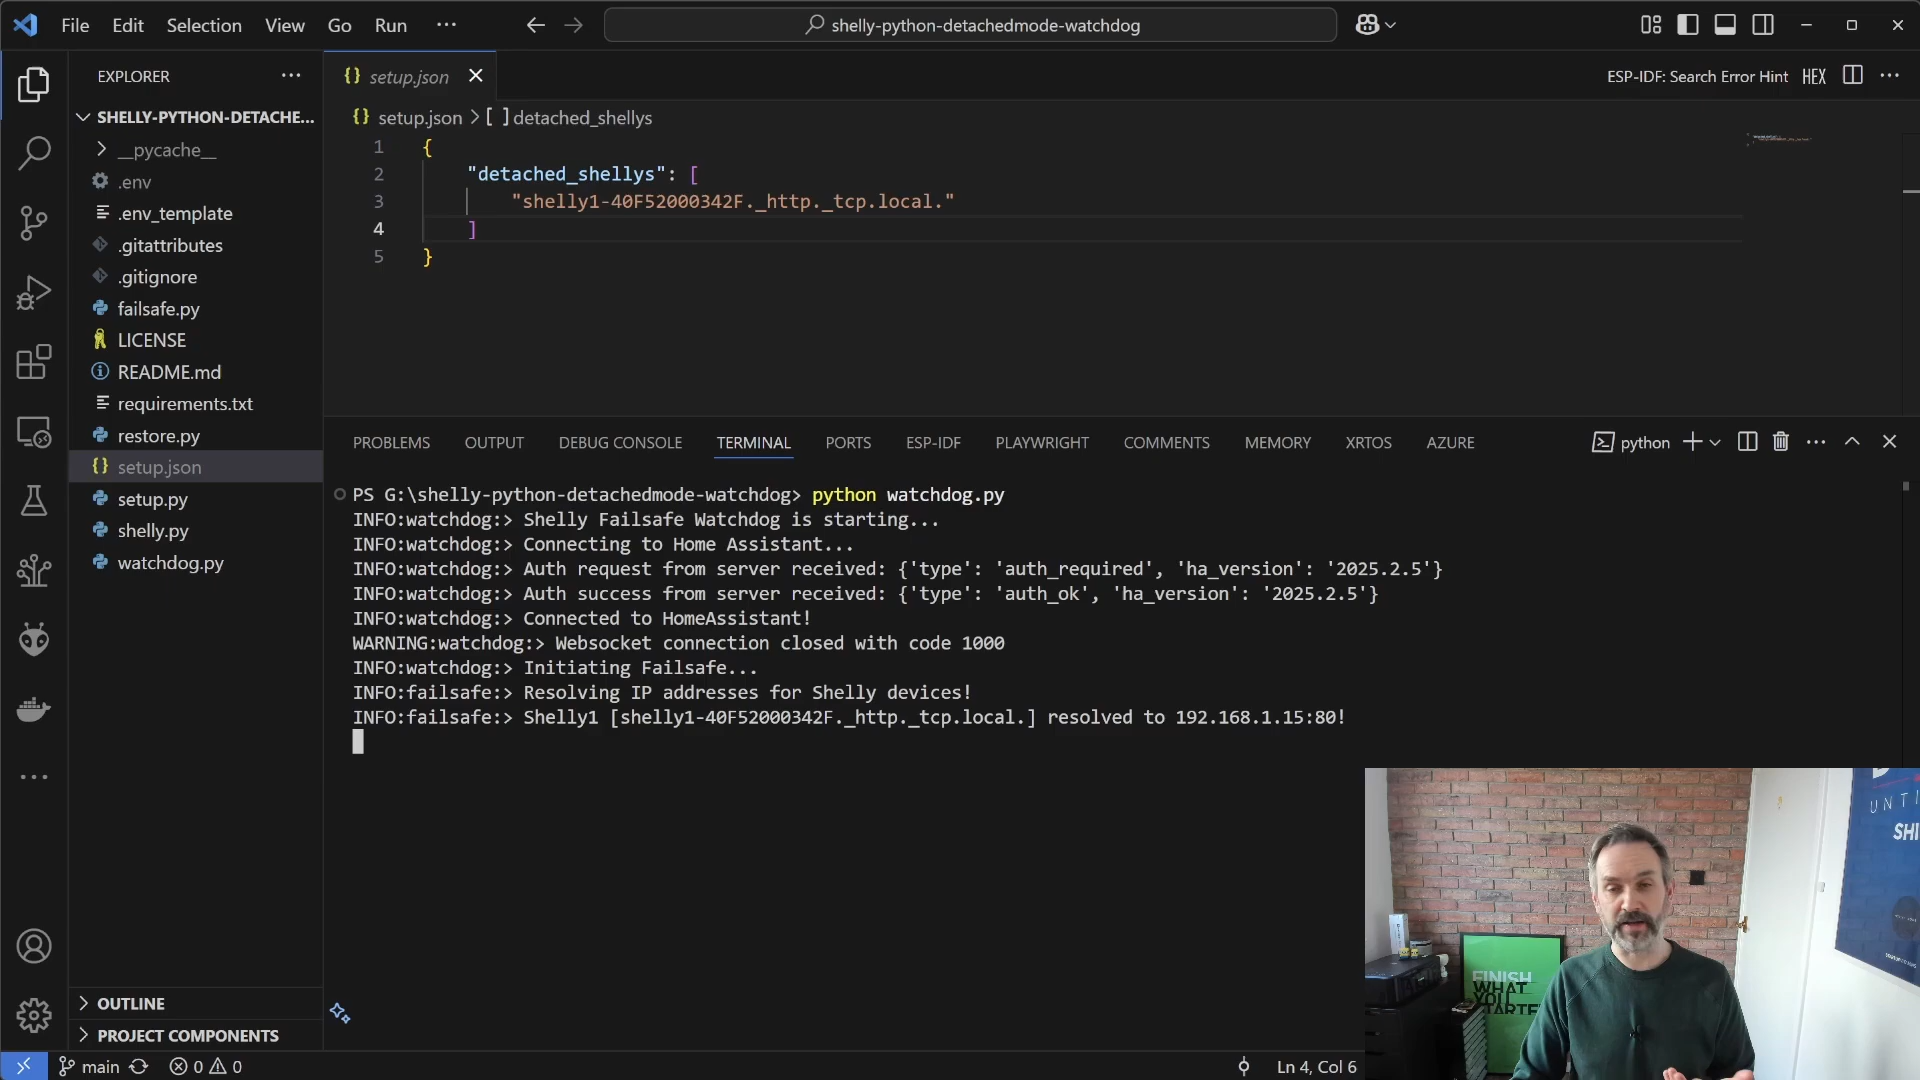 File Edit Selection View Go Run ...
shelly-python-detachedmode-watchdog
EXPLORER
SHELLY-PYTHON-DETACHE...
__pycache__
.env
.env_template
.gitattributes
.gitignore
failsafe.py
LICENSE
README.md
requirements.txt
restore.py
setup.json
setup.py
shelly.py
watchdog.py
OUTLINE
PROJECT COMPONENTS
{} setup.json
ESP-IDF: Search Error Hint HEX
{} setup.json > [ ] detached_shellys
1 {
2 "detached_shellys": [
3 "shelly1-40F52000342F._http._tcp.local."
4 ]
5 }
PROBLEMS OUTPUT DEBUG CONSOLE TERMINAL PORTS ESP-IDF PLAYWRIGHT COMMENTS MEMORY XRTOS AZURE
python
PS G:\shelly-python-detachedmode-watchdog> python watchdog.py
INFO:watchdog:> Shelly Failsafe Watchdog is starting...
INFO:watchdog:> Connecting to Home Assistant...
INFO:watchdog:> Auth request from server received: {'type': 'auth_required', 'ha_version': '2025.2.5'}
INFO:watchdog:> Auth success from server received: {'type': 'auth_ok', 'ha_version': '2025.2.5'}
INFO:watchdog:> Connected to HomeAssistant!
WARNING:watchdog:> Websocket connection closed with code 1000
INFO:watchdog:> Initiating Failsafe...
INFO:failsafe:> Resolving IP addresses for Shelly devices!
INFO:failsafe:> Shelly1 [shelly1-40F52000342F._http._tcp.local.] resolved to 192.168.1.15:80!
FINISH
WHAT
YOU
STARTE
UNTI
SHI
main 0 0
Ln 4, Col 6